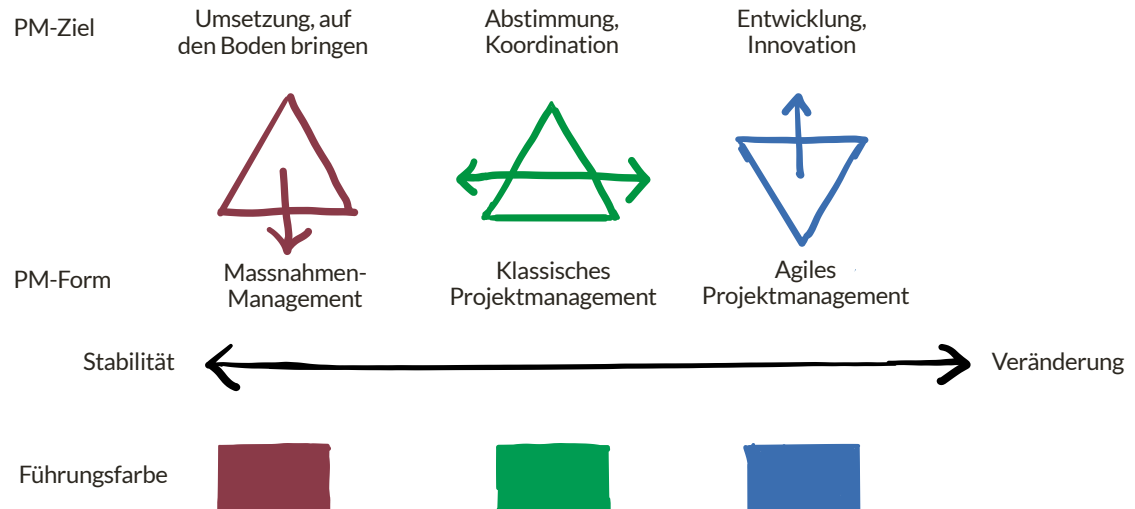 PM-Ziel
Umsetzung, auf
den Boden bringen
Abstimmung,
Koordination
Entwicklung,
Innovation
PM-Form
Massnahmen-
Management
Klassisches
Projektmanagement
Agiles
Projektmanagement
Stabilität
Veränderung
Führungsfarbe